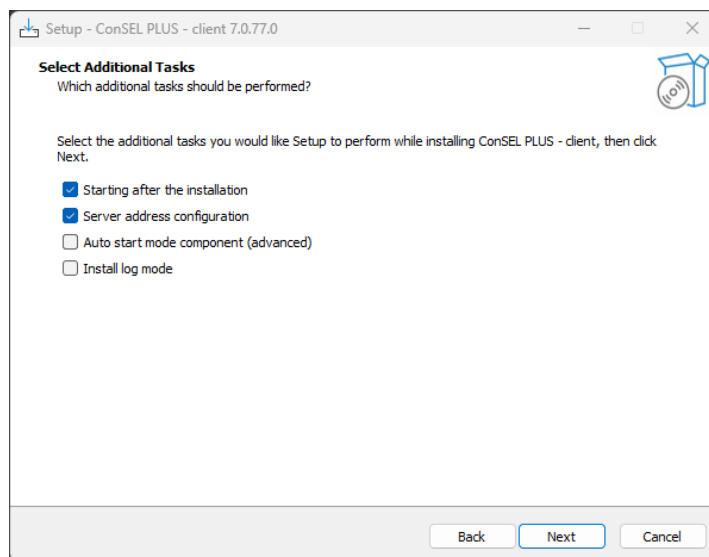 Setup - ConSEL PLUS - client 7.0.77.0
Select Additional Tasks
Which additional tasks should be performed?
Select the additional tasks you would like Setup to perform while installing ConSEL PLUS - client, then click
Next.
Starting after the installation
Server address configuration
Auto start mode component (advanced)
Install log mode
Back
Next
Cancel